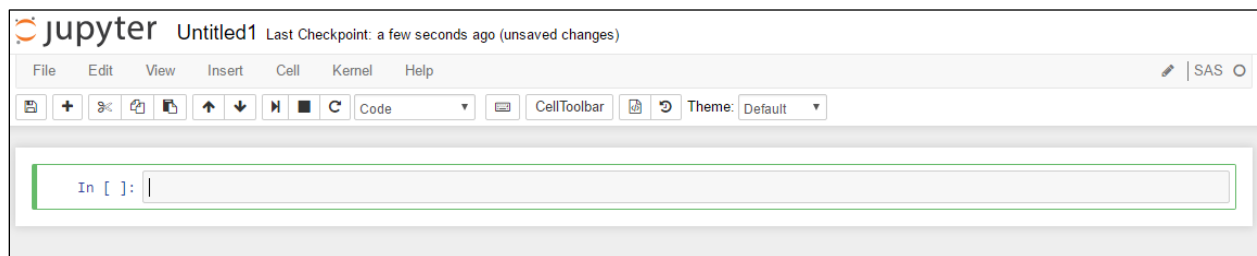 jupyter Untitled1 Last Checkpoint: a few seconds ago (unsaved changes)
File Edit View Insert Cell Kernel Help SAS
Code CellToolbar Theme: Default
In [ ]: